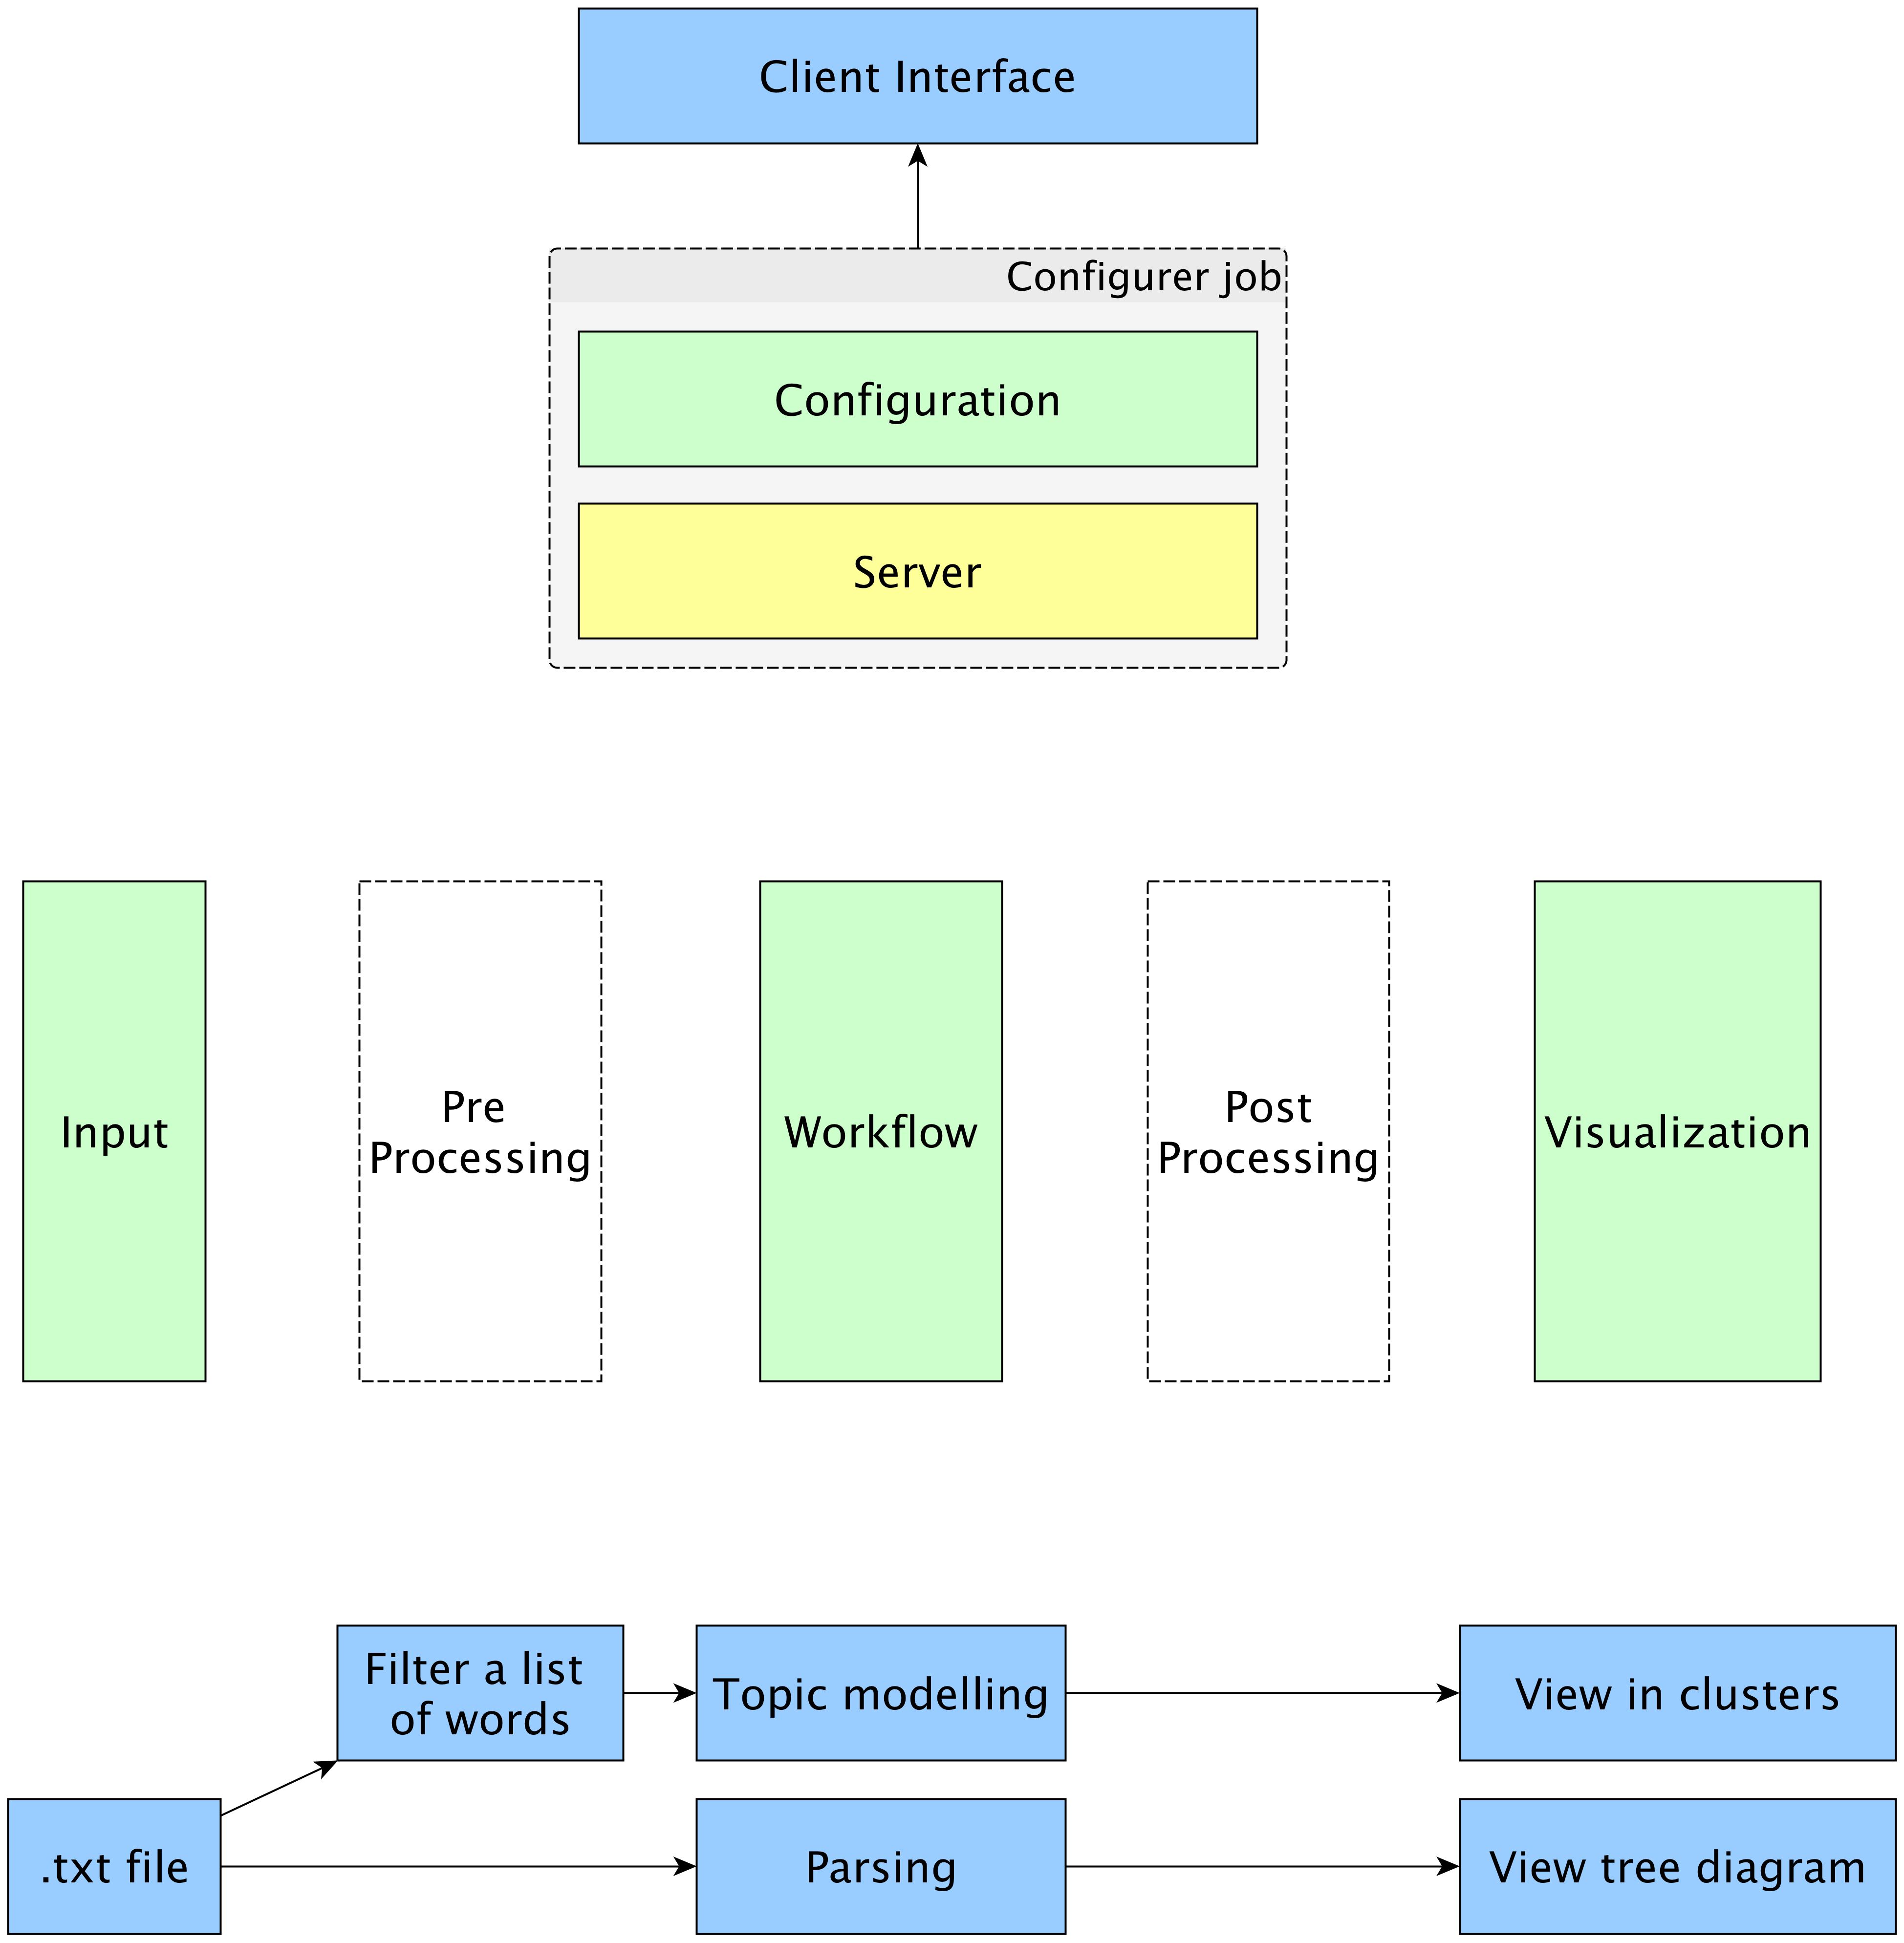 Client Interface
Configurer job
Configuration
Server
Input
Pre
Processing
Workflow
Post
Processing
Visualization
Filter a list
of words
Topic modelling
View in clusters
.txt file
Parsing
View tree diagram